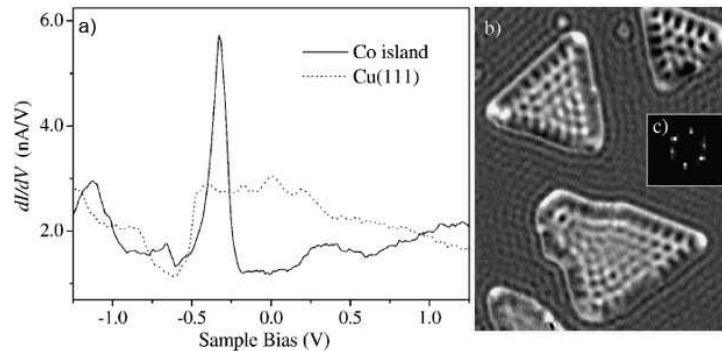 a)
6.0
4.0
2.0
dI/dV (nA/V)
Co island
Cu(111)
-1.0
-0.5
0.0
0.5
1.0
Sample Bias (V)
b)
c)